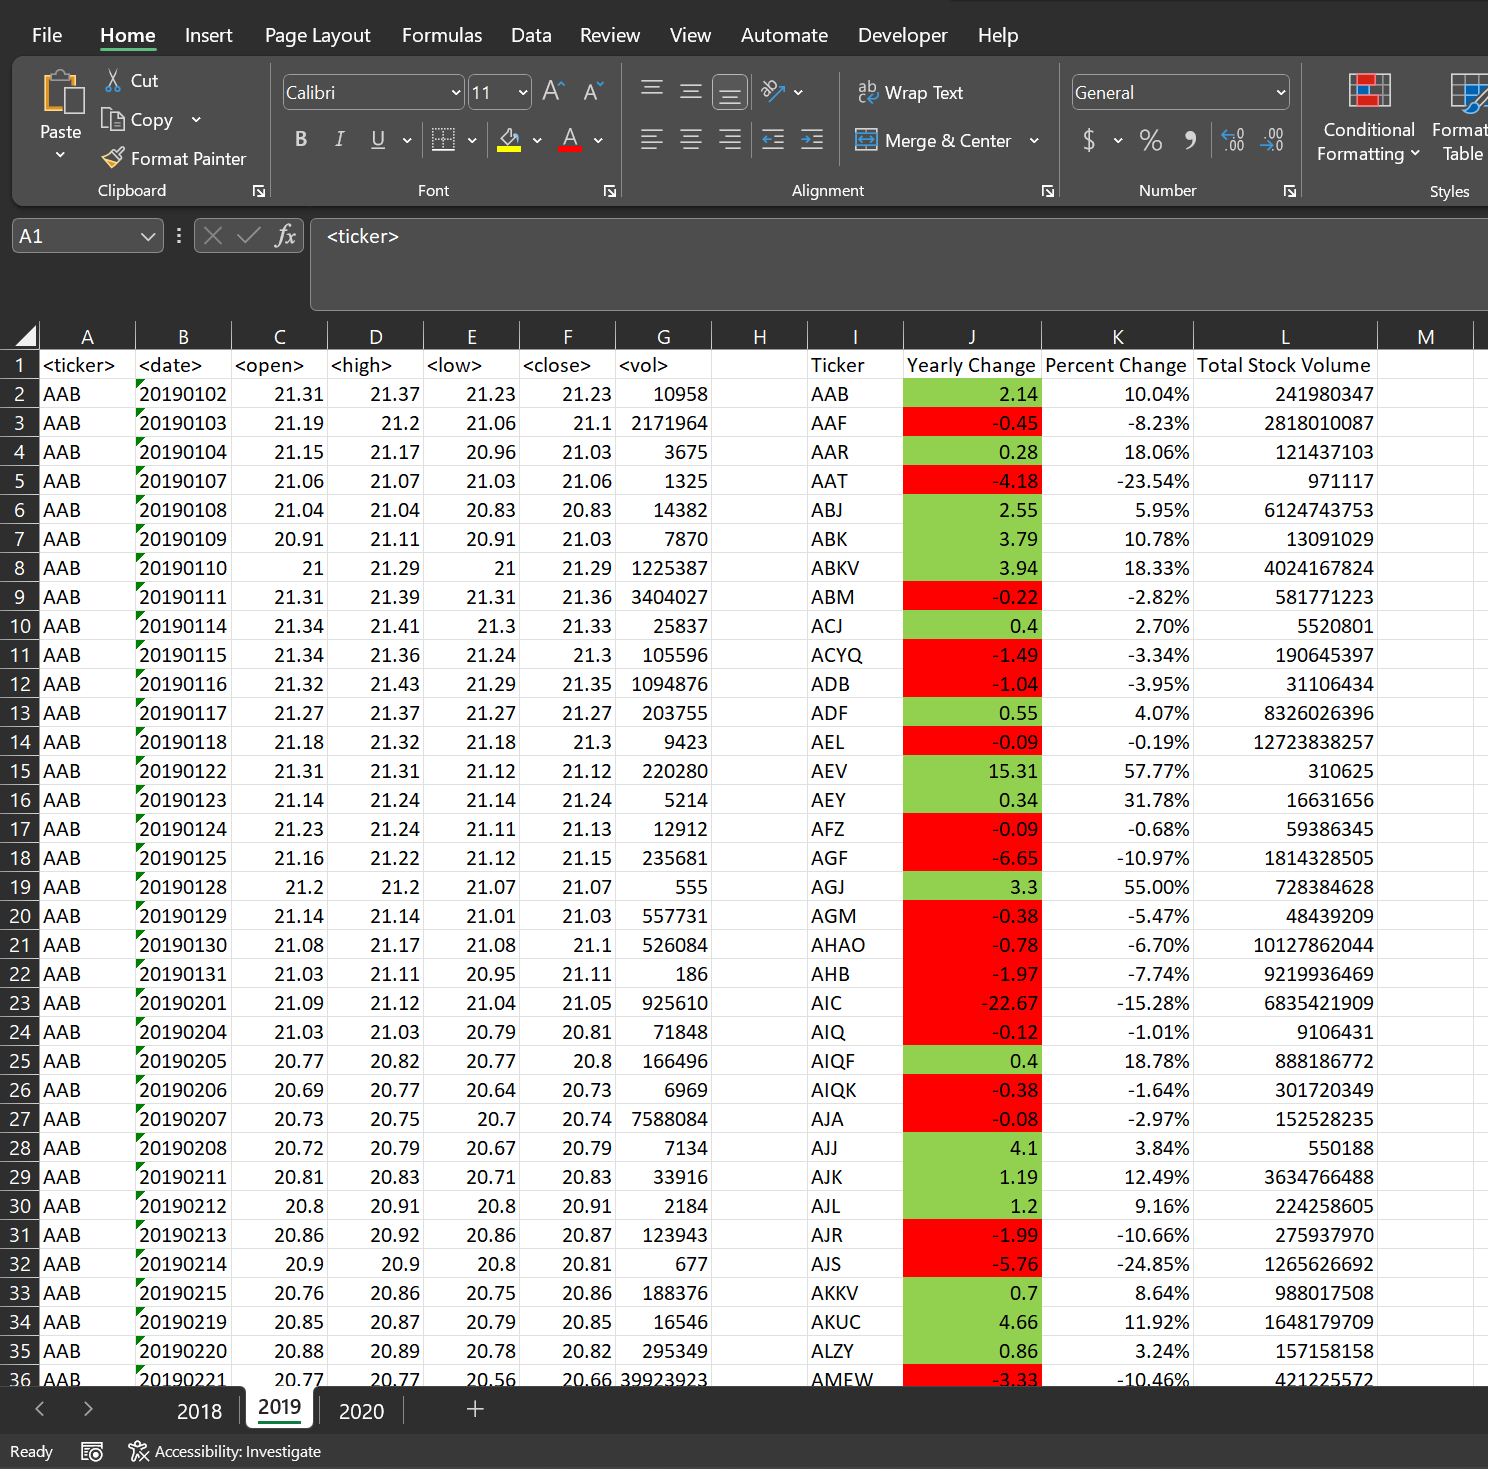 File Home Insert Page Layout Formulas Data Review View Automate Developer Help
Paste
Cut
Copy
Format Painter
Clipboard
Calibri 11
B I U
Font
Wrap Text
Merge & Center
Alignment
General
$ %
Number
Conditional Formatting
Format Table
Styles
A1 fx <ticker>
A B C D E F G H I J K L M
1 <ticker> <date> <open> <high> <low> <close> <vol> Ticker Yearly Change Percent Change Total Stock Volume
2 AAB 20190102 21.31 21.37 21.23 21.23 10958 AAB 2.14 10.04% 241980347
3 AAB 20190103 21.19 21.2 21.06 21.1 2171964 AAF -0.45 -8.23% 2818010087
4 AAB 20190104 21.15 21.17 20.96 21.03 3675 AAR 0.28 18.06% 121437103
5 AAB 20190107 21.06 21.07 21.03 21.06 1325 AAT -4.18 -23.54% 971117
6 AAB 20190108 21.04 21.04 20.83 20.83 14382 ABJ 2.55 5.95% 6124743753
7 AAB 20190109 20.91 21.11 20.91 21.03 7870 ABK 3.79 10.78% 13091029
8 AAB 20190110 21 21.29 21 21.29 1225387 ABKV 3.94 18.33% 4024167824
9 AAB 20190111 21.31 21.39 21.31 21.36 3404027 ABM -0.22 -2.82% 581771223
10 AAB 20190114 21.34 21.41 21.3 21.33 25837 ACJ 0.4 2.70% 5520801
11 AAB 20190115 21.34 21.36 21.24 21.3 105596 ACYQ -1.49 -3.34% 190645397
12 AAB 20190116 21.32 21.43 21.29 21.35 1094876 ADB -1.04 -3.95% 31106434
13 AAB 20190117 21.27 21.37 21.27 21.27 203755 ADF 0.55 4.07% 8326026396
14 AAB 20190118 21.18 21.32 21.18 21.3 9423 AEL -0.09 -0.19% 12723838257
15 AAB 20190122 21.31 21.31 21.12 21.12 220280 AEV 15.31 57.77% 310625
16 AAB 20190123 21.14 21.24 21.14 21.24 5214 AEY 0.34 31.78% 16631656
17 AAB 20190124 21.23 21.24 21.11 21.13 12912 AFZ -0.09 -0.68% 59386345
18 AAB 20190125 21.16 21.22 21.12 21.15 235681 AGF -6.65 -10.97% 1814328505
19 AAB 20190128 21.2 21.2 21.07 21.07 555 AGJ 3.3 55.00% 728384628
20 AAB 20190129 21.14 21.14 21.01 21.03 557731 AGM -0.38 -5.47% 48439209
21 AAB 20190130 21.08 21.17 21.08 21.1 526084 AHAO -0.78 -6.70% 10127862044
22 AAB 20190131 21.03 21.11 20.95 21.11 186 AHB -1.97 -7.74% 9219936469
23 AAB 20190201 21.09 21.12 21.04 21.05 925610 AIC -22.67 -15.28% 6835421909
24 AAB 20190204 21.03 21.03 20.79 20.81 71848 AIQ -0.12 -1.01% 9106431
25 AAB 20190205 20.77 20.82 20.77 20.8 166496 AIQF 0.4 18.78% 888186772
26 AAB 20190206 20.69 20.77 20.64 20.73 6969 AIQK -0.38 -1.64% 301720349
27 AAB 20190207 20.73 20.75 20.7 20.74 7588084 AJA -0.08 -2.97% 152528235
28 AAB 20190208 20.72 20.79 20.67 20.79 7134 AJJ 4.1 3.84% 550188
29 AAB 20190211 20.81 20.83 20.71 20.83 33916 AJK 1.19 12.49% 3634766488
30 AAB 20190212 20.8 20.91 20.8 20.91 2184 AJL 1.2 9.16% 224258605
31 AAB 20190213 20.86 20.92 20.86 20.87 123943 AJR -1.99 -10.66% 275937970
32 AAB 20190214 20.9 20.9 20.8 20.81 677 AJS -5.76 -24.85% 1265626692
33 AAB 20190215 20.76 20.86 20.75 20.86 188376 AKKV 0.7 8.64% 988017508
34 AAB 20190219 20.85 20.87 20.79 20.85 16546 AKUC 4.66 11.92% 1648179709
35 AAB 20190220 20.88 20.89 20.78 20.82 295349 ALZY 0.86 3.24% 157158158
36 AAB 20190221 20.77 20.77 20.56 20.66 39923923 AMEW -3.33 -10.46% 421225572
2018 2019 2020
Ready Accessibility: Investigate